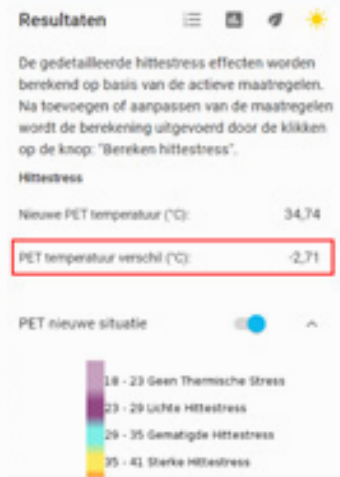 Resultaten
De gedetailleerde hittestress effecten worden
berekend op basis van de actieve maatregelen.
Na toevoegen of aanpassen van de maatregelen
wordt de berekening uitgevoerd door de klikken
op de knop: "Bereken hittestress".
Hittestress
Nieuwe PET temperatuur (°C): 34,74
PET temperatuur verschil (°C): -2,71
PET nieuwe situatie
18 - 23 Geen Thermische Stress
23 - 29 Lichte Hittestress
29 - 35 Gematigde Hittestress
35 - 41 Sterke Hittestress